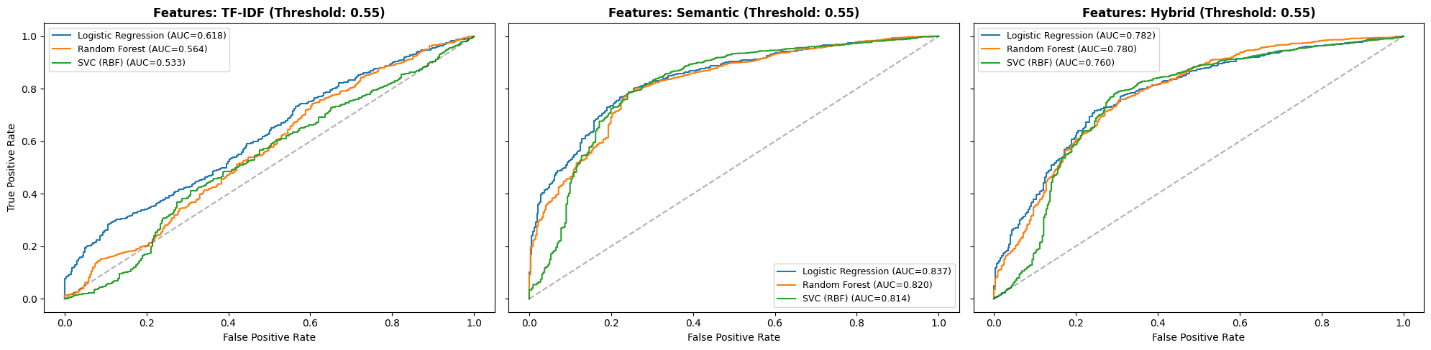 Features: TF-IDF (Threshold: 0.55)
Logistic Regression (AUC=0.618)
Random Forest (AUC=0.564)
SVC (RBF) (AUC=0.533)
True Positive Rate
1.0
0.8
0.6
0.4
0.2
0.0
0.0 0.2 0.4 0.6 0.8 1.0
False Positive Rate
Features: Semantic (Threshold: 0.55)
Logistic Regression (AUC=0.837)
Random Forest (AUC=0.820)
SVC (RBF) (AUC=0.814)
0.0 0.2 0.4 0.6 0.8 1.0
False Positive Rate
Features: Hybrid (Threshold: 0.55)
Logistic Regression (AUC=0.782)
Random Forest (AUC=0.780)
SVC (RBF) (AUC=0.760)
0.0 0.2 0.4 0.6 0.8 1.0
False Positive Rate